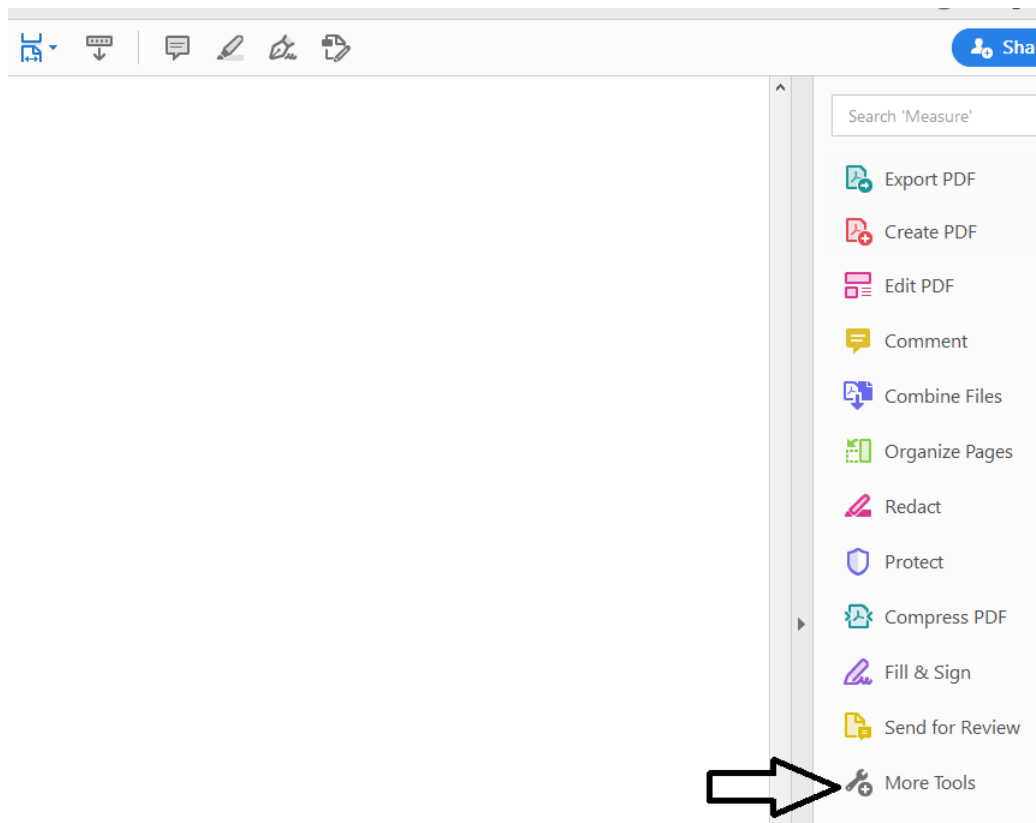 Sha
Search 'Measure'
Export PDF
Create PDF
Edit PDF
Comment
Combine Files
Organize Pages
Redact
Protect
Compress PDF
Fill & Sign
Send for Review
More Tools